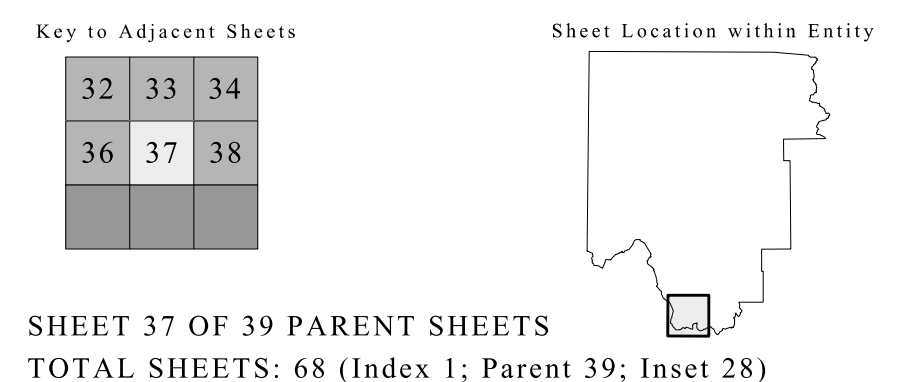 Key to Adjacent Sheets
Sheet Location within Entity
32 33 34
36 37 38
SHEET 37 OF 39 PARENT SHEETS
TOTAL SHEETS: 68 (Index 1; Parent 39; Inset 28)